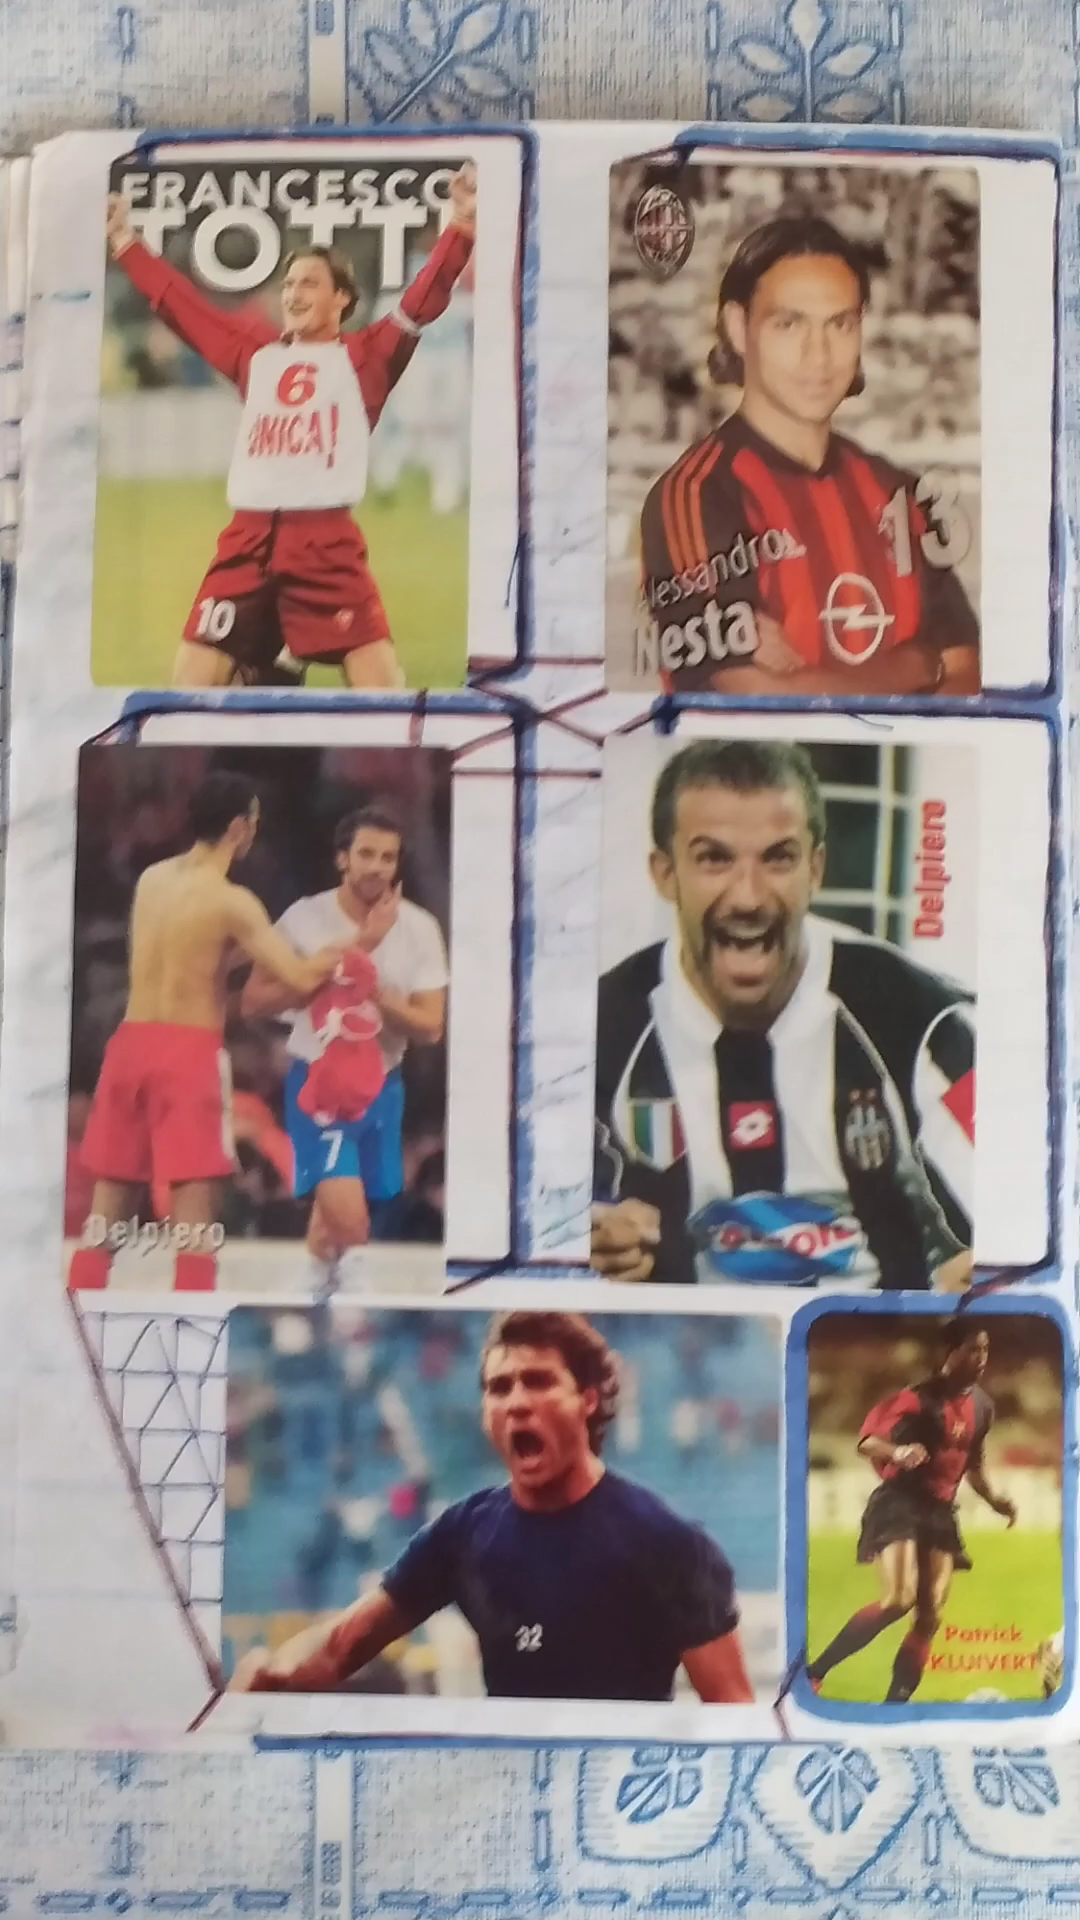 FRANCESCO
TOTTI
6
UNICA!
10
13
Alessandro
Nesta
Delpiero
7
Delpiero
32
Patrick
KLUIVERT